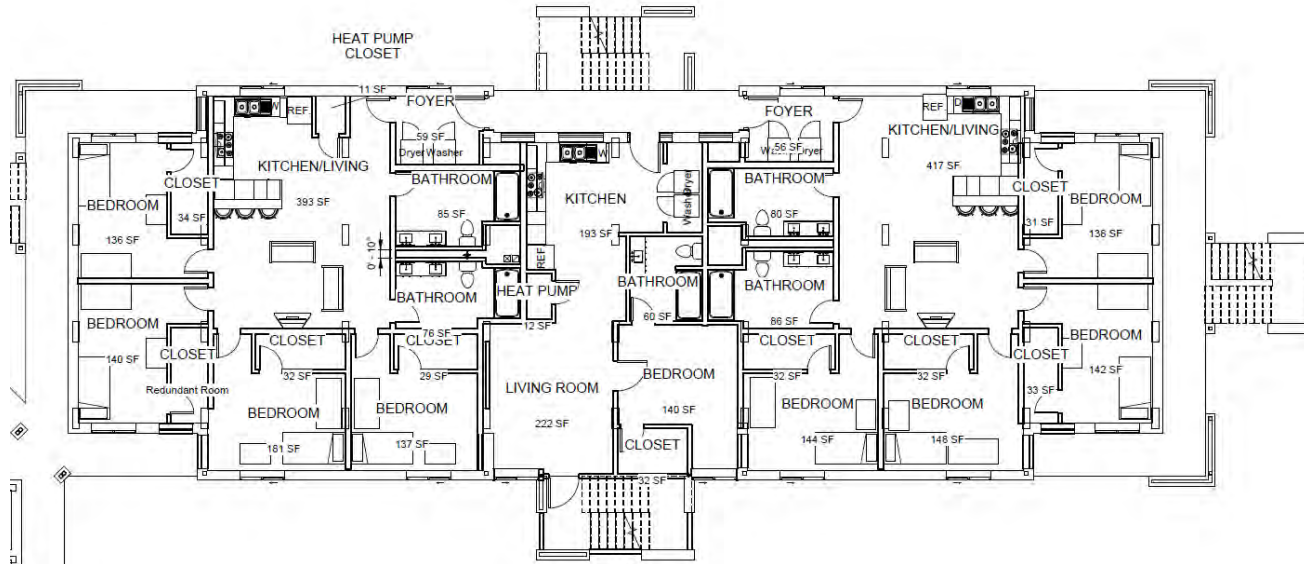 HEAT PUMP
CLOSET
11 SF
FOYER
59 SF
Dryer
Washer
W
REF.
KITCHEN/LIVING
393 SF
CLOSET
34 SF
BEDROOM
136 SF
BATHROOM
85 SF
0' - 10"
BATHROOM
76 SF
BEDROOM
140 SF
CLOSET
Redundant Room
CLOSET
32 SF
BEDROOM
181 SF
CLOSET
29 SF
BEDROOM
137 SF
KITCHEN
193 SF
W
REF
Washer
Dryer
HEAT PUMP
12 SF
BATHROOM
60 SF
LIVING ROOM
222 SF
BEDROOM
140 SF
CLOSET
32 SF
FOYER
56 SF
Dryer
REF.
D
KITCHEN/LIVING
417 SF
BATHROOM
80 SF
BATHROOM
86 SF
CLOSET
31 SF
BEDROOM
136 SF
BEDROOM
142 SF
CLOSET
33 SF
CLOSET
32 SF
BEDROOM
144 SF
CLOSET
32 SF
BEDROOM
148 SF